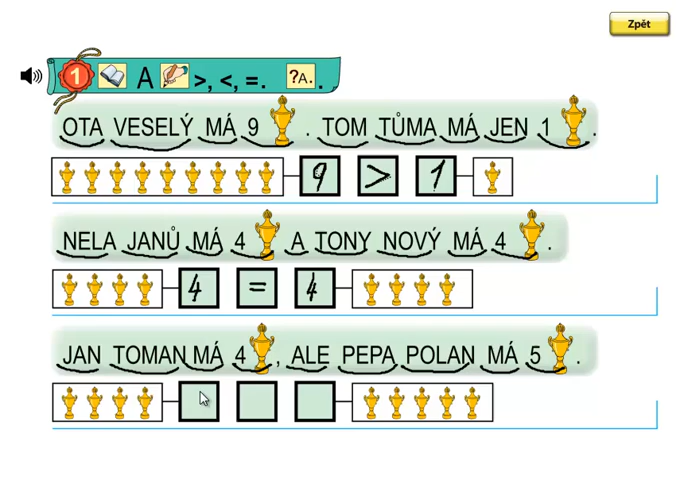 Zpět
1 A >, <, =. ?A. .
OTA VESELÝ MÁ 9 . TOM TŮMA MÁ JEN 1 .
9 > 1
NELA JANŮ MÁ 4 A TONY NOVÝ MÁ 4 .
4 = 4
JAN TOMAN MÁ 4 , ALE PEPA POLAN MÁ 5 .